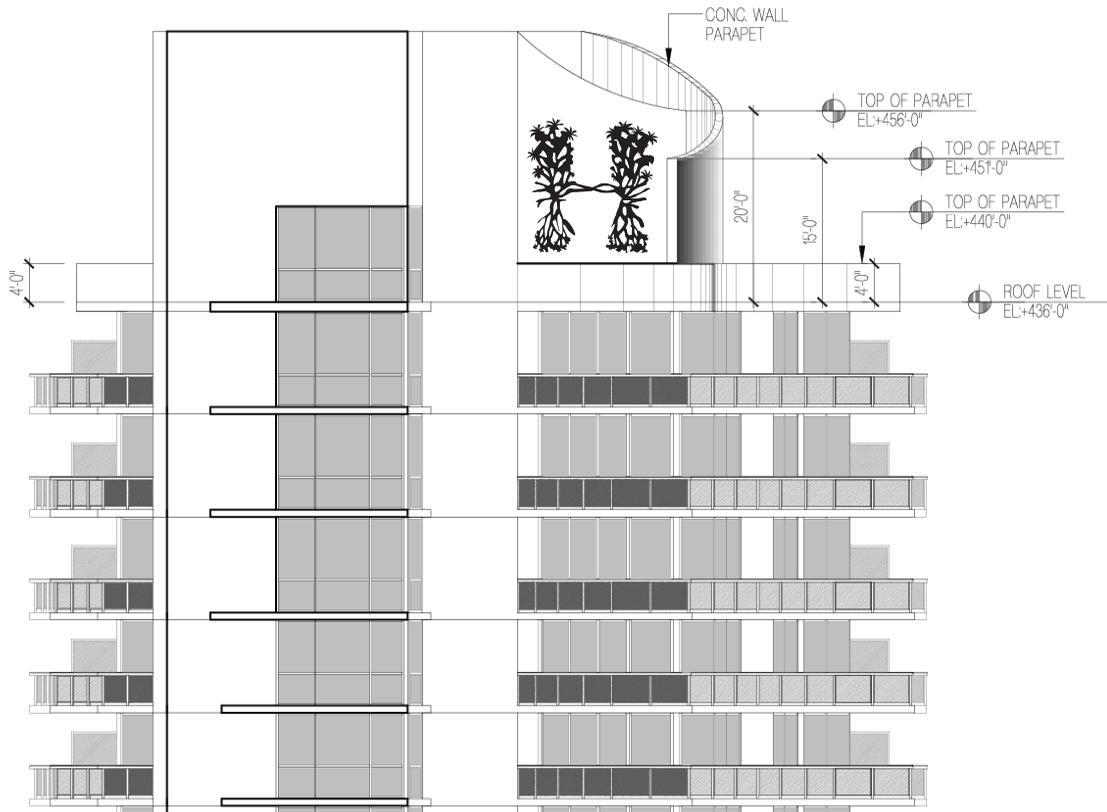 CONC. WALL
PARAPET
TOP OF PARAPET
EL:+456'-0"
TOP OF PARAPET
EL:+451'-0"
TOP OF PARAPET
EL:+440'-0"
20'-0"
15'-0"
4'-0"
4'-0"
ROOF LEVEL
EL:+436'-0"